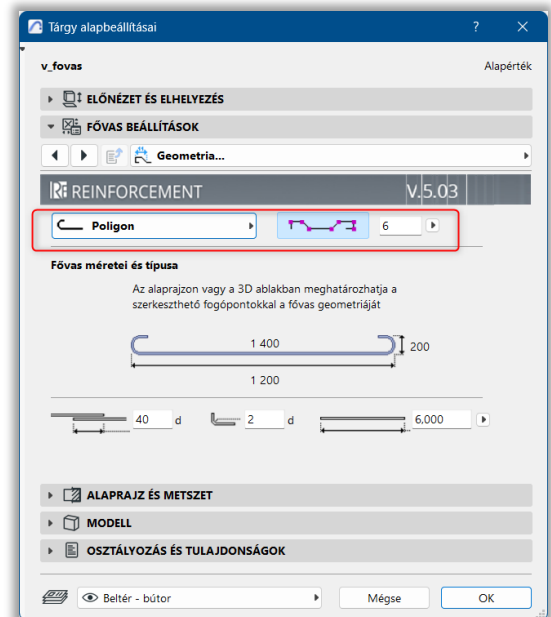 Tárgy alapbeállításai ? ×
v_fovas Alapérték
ELŐNÉZET ÉS ELHELYEZÉS
FŐVAS BEÁLLÍTÁSOK
Geometria...
REINFORCEMENT V.5.03
Poligon 6
Fővas méretei és típusa
Az alaprajzon vagy a 3D ablakban meghatározhatja a
szerkeszthető fogópontokkal a fővas geometriáját
1 400
200
1 200
40 d 2 d 6,000
ALAPRAJZ ÉS METSZET
MODELL
OSZTÁLYOZÁS ÉS TULAJDONSÁGOK
Beltér - bútor Mégse OK